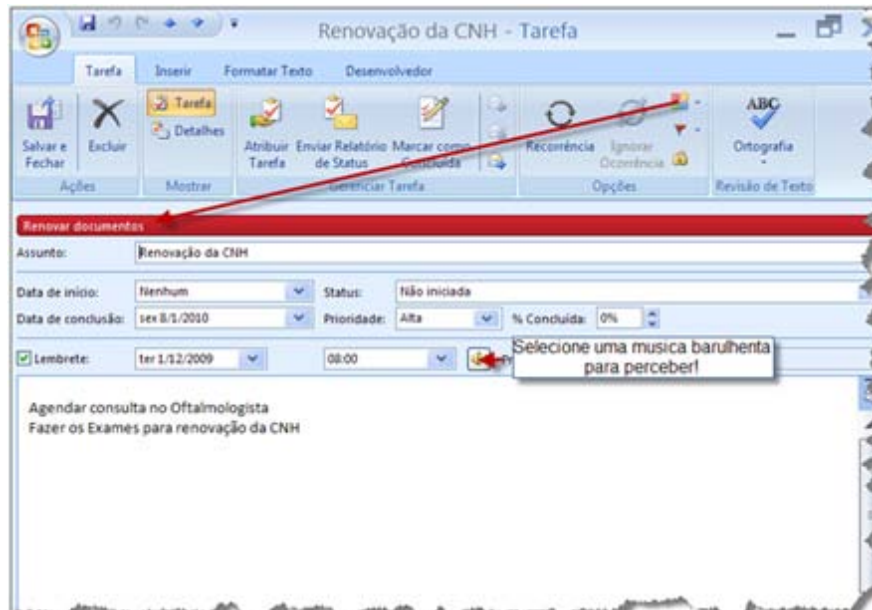 Renovação da CNH - Tarefa
Tarefa Inserir Formatar Texto Desenvolvedor
Salvar e Fechar
Excluir
Tarefa
Detalhes
Atribuir Tarefa
Enviar Relatório de Status
Marcar como Concluída
Recorrência
Ignorar Ocorrência
ABC
Ortografia
Ações Mostrar Gerenciar Tarefa Opções Revisão de Texto
Renovar documentos
Assunto: Renovação da CNH
Data de início: Nenhum Status: Não iniciada
Data de conclusão: sex 8/1/2010 Prioridade: Alta % Concluída: 0%
Lembrete: ter 1/12/2009 08:00
Selecione uma musica barulhenta
para perceber!
Agendar consulta no Oftalmologista
Fazer os Exames para renovação da CNH